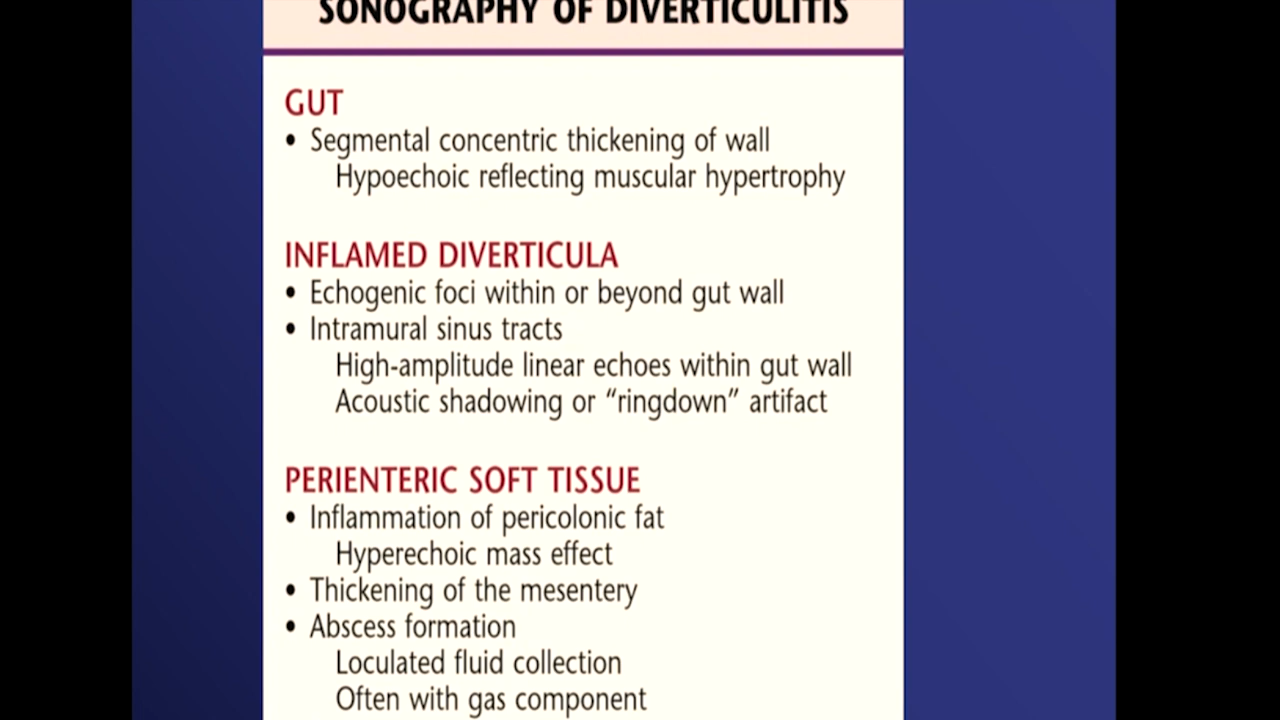 SONOGRAPHY OF DIVERTICULITIS
GUT
• Segmental concentric thickening of wall
Hypoechoic reflecting muscular hypertrophy
INFLAMED DIVERTICULA
• Echogenic foci within or beyond gut wall
• Intramural sinus tracts
High-amplitude linear echoes within gut wall
Acoustic shadowing or “ringdown” artifact
PERIENTERIC SOFT TISSUE
• Inflammation of pericolonic fat
Hyperechoic mass effect
• Thickening of the mesentery
• Abscess formation
Loculated fluid collection
Often with gas component